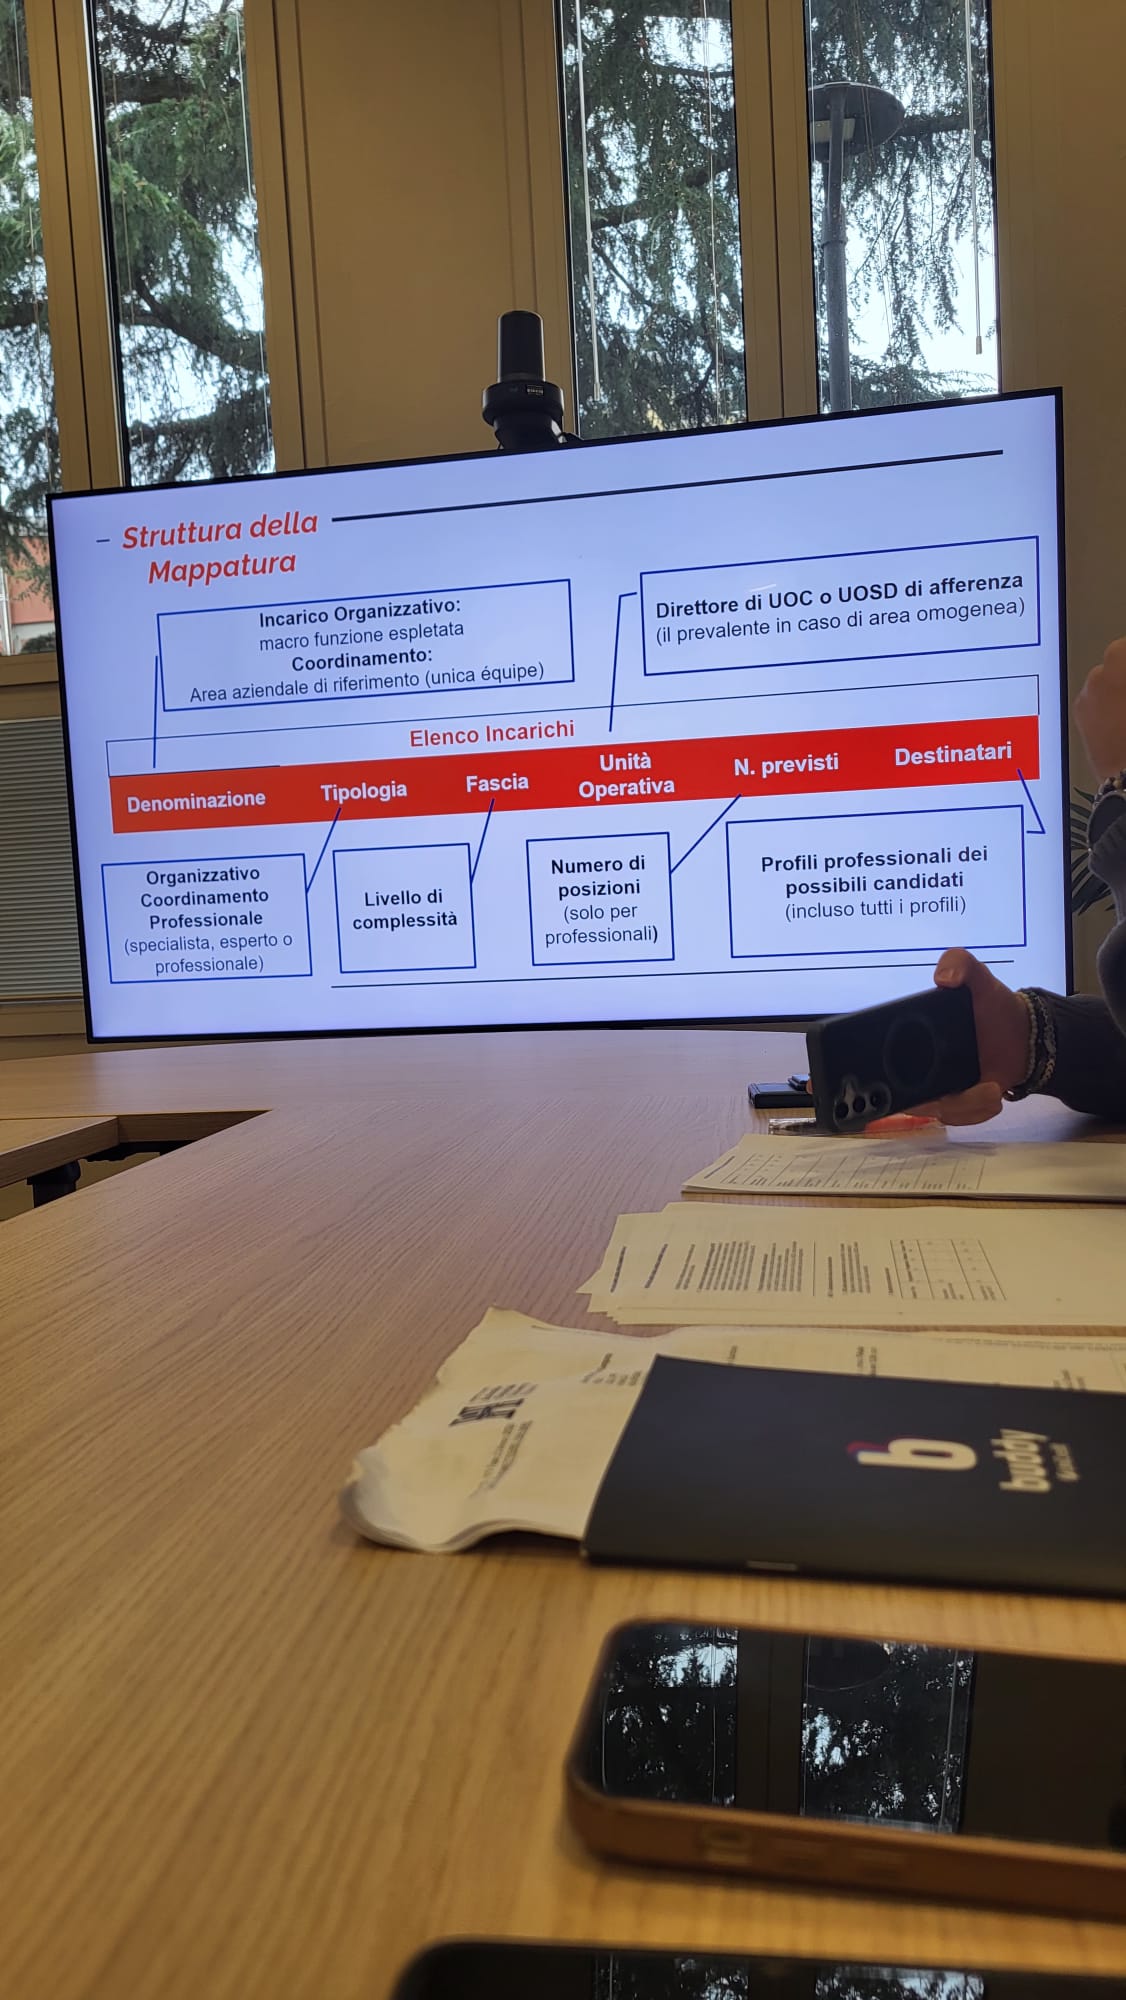 – Struttura della
Mappatura
Incarico Organizzativo:
macro funzione espletata
Coordinamento:
Area aziendale di riferimento (unica équipe)
Direttore di UOC o UOSD di afferenza
(il prevalente in caso di area omogenea)
Elenco Incarichi
Denominazione
Tipologia
Fascia
Unità
Operativa
N. previsti
Destinatari
Organizzativo
Coordinamento
Professionale
(specialista, esperto o
professionale)
Livello di
complessità
Numero di
posizioni
(solo per
professionali)
Profili professionali dei
possibili candidati
(incluso tutti i profili)
b
buddy